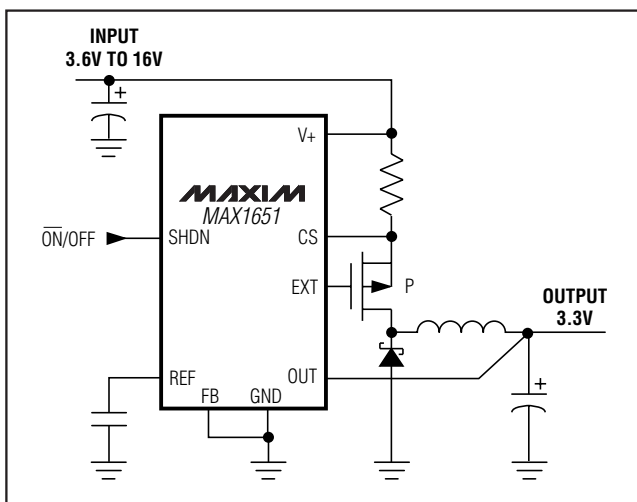 INPUT
3.6V TO 16V
+
V+
MAXIM
MAX1651
ON/OFF
SHDN
CS
EXT
P
OUTPUT
3.3V
REF
OUT
+
FB
GND